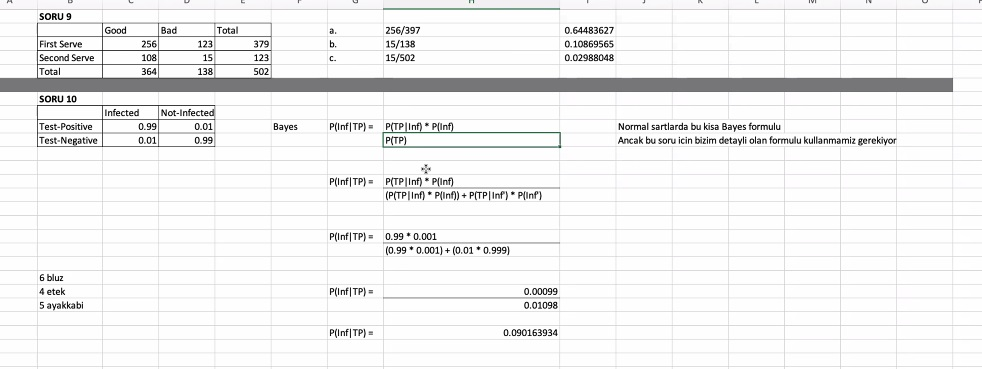 SORU 9
Good Bad Total a. 256/397 0.64483627
First Serve 256 123 379 b. 15/138 0.10869565
Second Serve 108 15 123 c. 15/502 0.02988048
Total 364 138 502
SORU 10
Infected Not-Infected
Test-Positive 0.99 0.01 Bayes P(Inf|TP) = P(TP|Inf) * P(Inf) Normal sartlarda bu kisa Bayes formulu
Test-Negative 0.01 0.99 P(TP) Ancak bu soru icin bizim detayli olan formulu kullanmamiz gerekiyor
P(Inf|TP) = P(TP|Inf) * P(Inf)
(P(TP|Inf) * P(Inf)) + P(TP|Inf') * P(Inf')
P(Inf|TP) = 0.99 * 0.001
(0.99 * 0.001) + (0.01 * 0.999)
6 bluz
4 etek P(Inf|TP) = 0.00099
5 ayakkabi 0.01098
P(Inf|TP) = 0.090163934